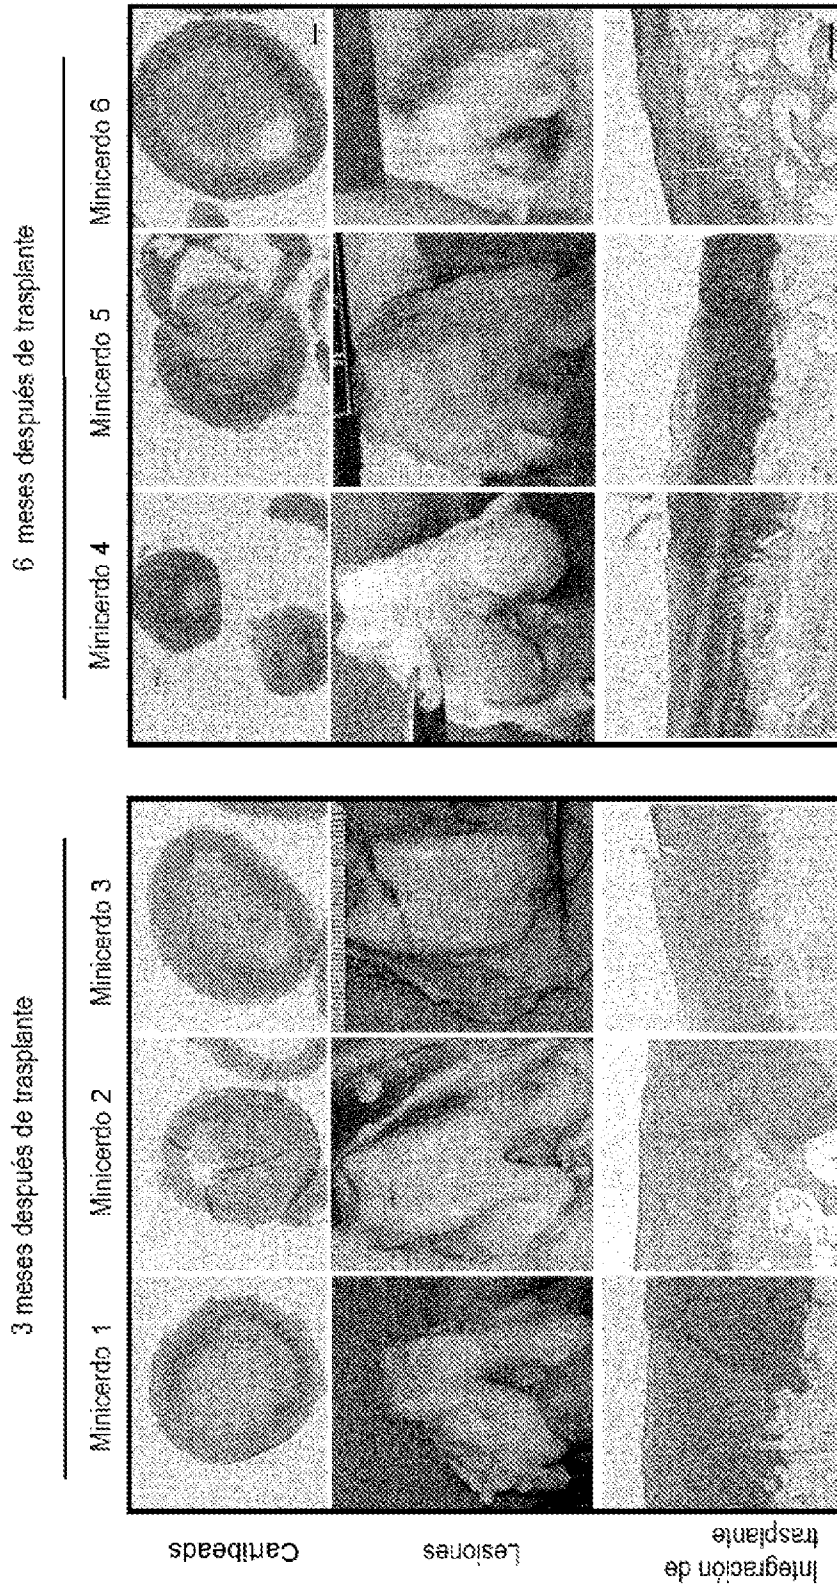 3 meses después de trasplante
6 meses después de trasplante
Minicerdo 1
Minicerdo 2
Minicerdo 3
Minicerdo 4
Minicerdo 5
Minicerdo 6
Cartibeads
Lesiones
Integración de
trasplante